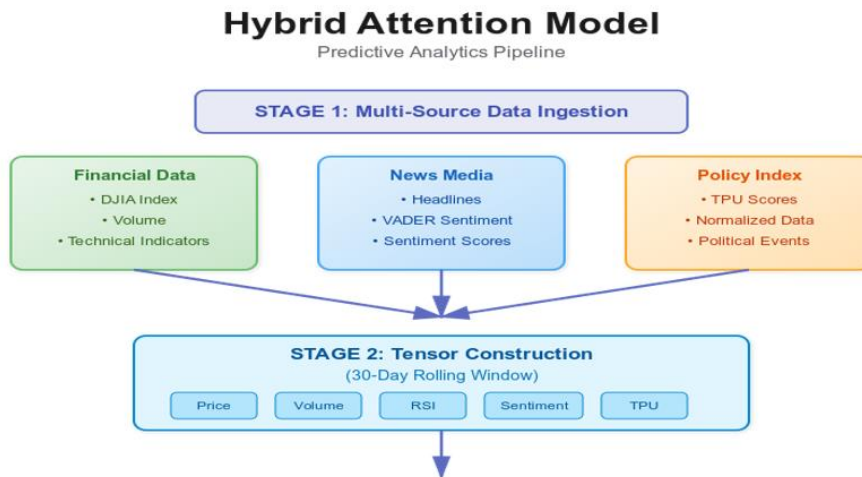 Hybrid Attention Model
Predictive Analytics Pipeline
STAGE 1: Multi-Source Data Ingestion
Financial Data
• DJIA Index
• Volume
• Technical Indicators
News Media
• Headlines
• VADER Sentiment
• Sentiment Scores
Policy Index
• TPU Scores
• Normalized Data
• Political Events
STAGE 2: Tensor Construction
(30-Day Rolling Window)
Price
Volume
RSI
Sentiment
TPU